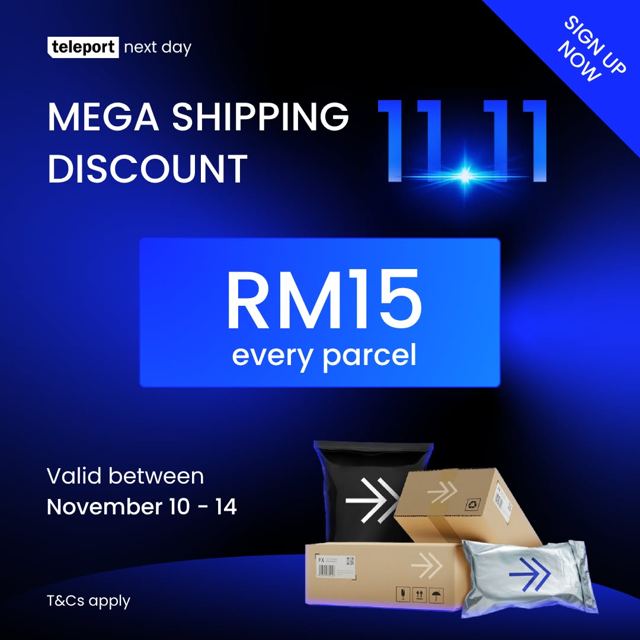 teleport next day
SIGN UP
NOW
MEGA SHIPPING
DISCOUNT
11.11
RM15
every parcel
Valid between
November 10 - 14
T&Cs apply